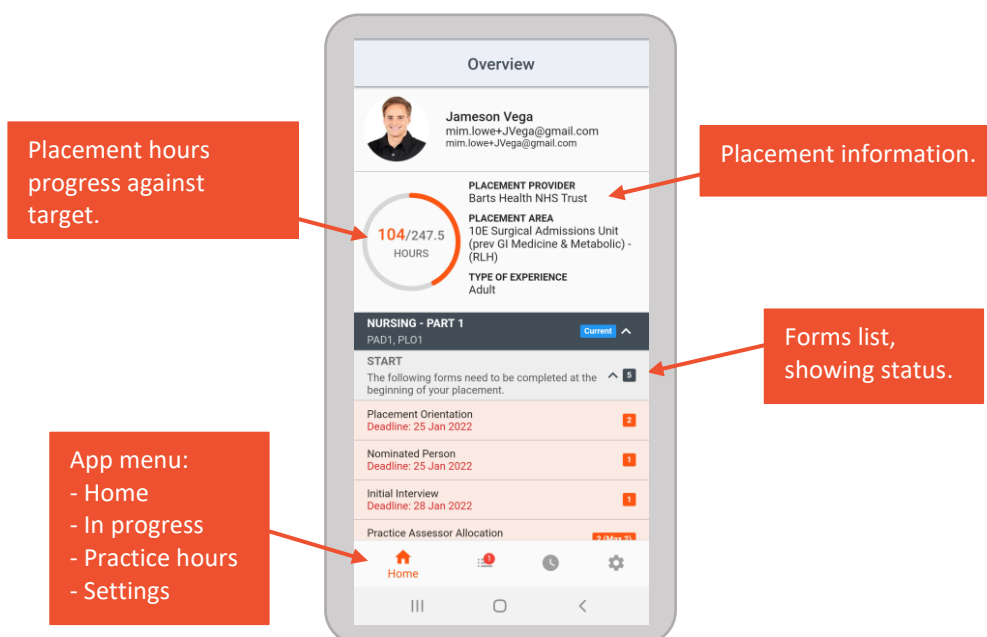 Overview
Jameson Vega
mim.lowe+JVega@gmail.com
mim.lowe+JVega@gmail.com
Placement hours
progress against
target.
Placement information.
104/247.5
HOURS
PLACEMENT PROVIDER
Barts Health NHS Trust
PLACEMENT AREA
10E Surgical Admissions Unit
(prev GI Medicine & Metabolic) -
(RLH)
TYPE OF EXPERIENCE
Adult
NURSING - PART 1
PAD1, PLO1
Current
START
The following forms need to be completed at the
beginning of your placement.
5
Forms list,
showing status.
Placement Orientation
Deadline: 25 Jan 2022
2
Nominated Person
Deadline: 25 Jan 2022
1
Initial Interview
Deadline: 28 Jan 2022
1
Practice Assessor Allocation
2 (Max 2)
App menu:
- Home
- In progress
- Practice hours
- Settings
Home
1